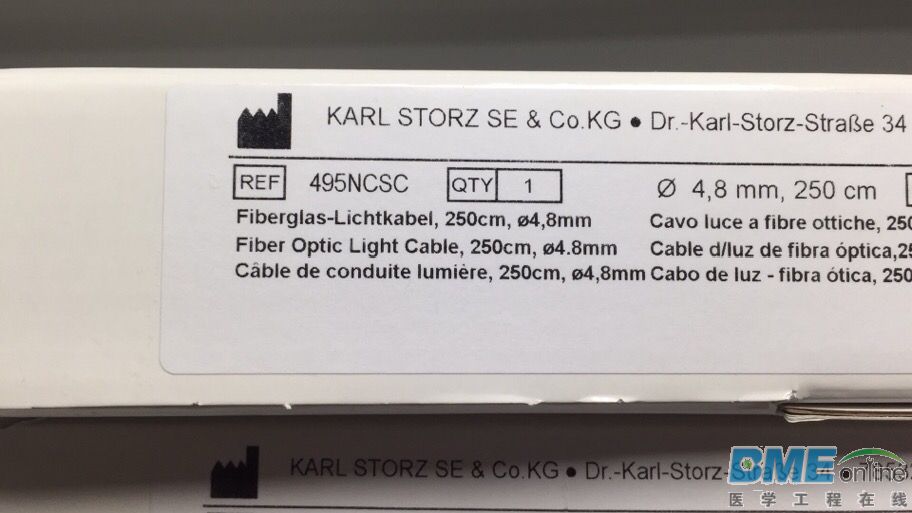 KARL STORZ SE & Co.KG • Dr.-Karl-Storz-Straße 34
REF 495NCSC QTY 1 Ø 4,8 mm, 250 cm
Fiberglas-Lichtkabel, 250cm, ø4,8mm Cavo luce a fibre ottiche, 250
Fiber Optic Light Cable, 250cm, ø4.8mm Cable d/luz de fibra óptica,25
Câble de conduite lumière, 250cm, ø4,8mm Cabo de luz - fibra ótica, 250
KARL STORZ SE & Co.KG • Dr.-Karl-Storz-Straße 34 •
BME online
医学工程在线